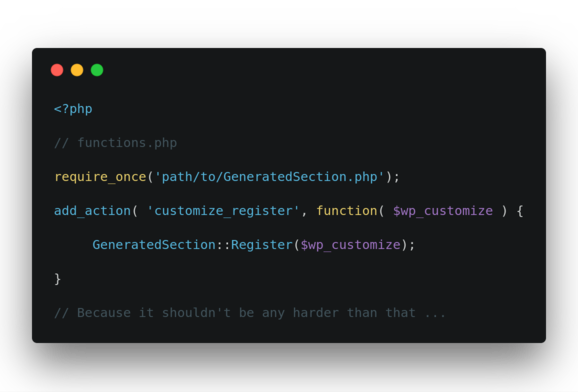 <?php
// functions.php
require_once('path/to/GeneratedSection.php');
add_action( 'customize_register', function( $wp_customize ) {
     GeneratedSection::Register($wp_customize);
}
// Because it shouldn't be any harder than that ...